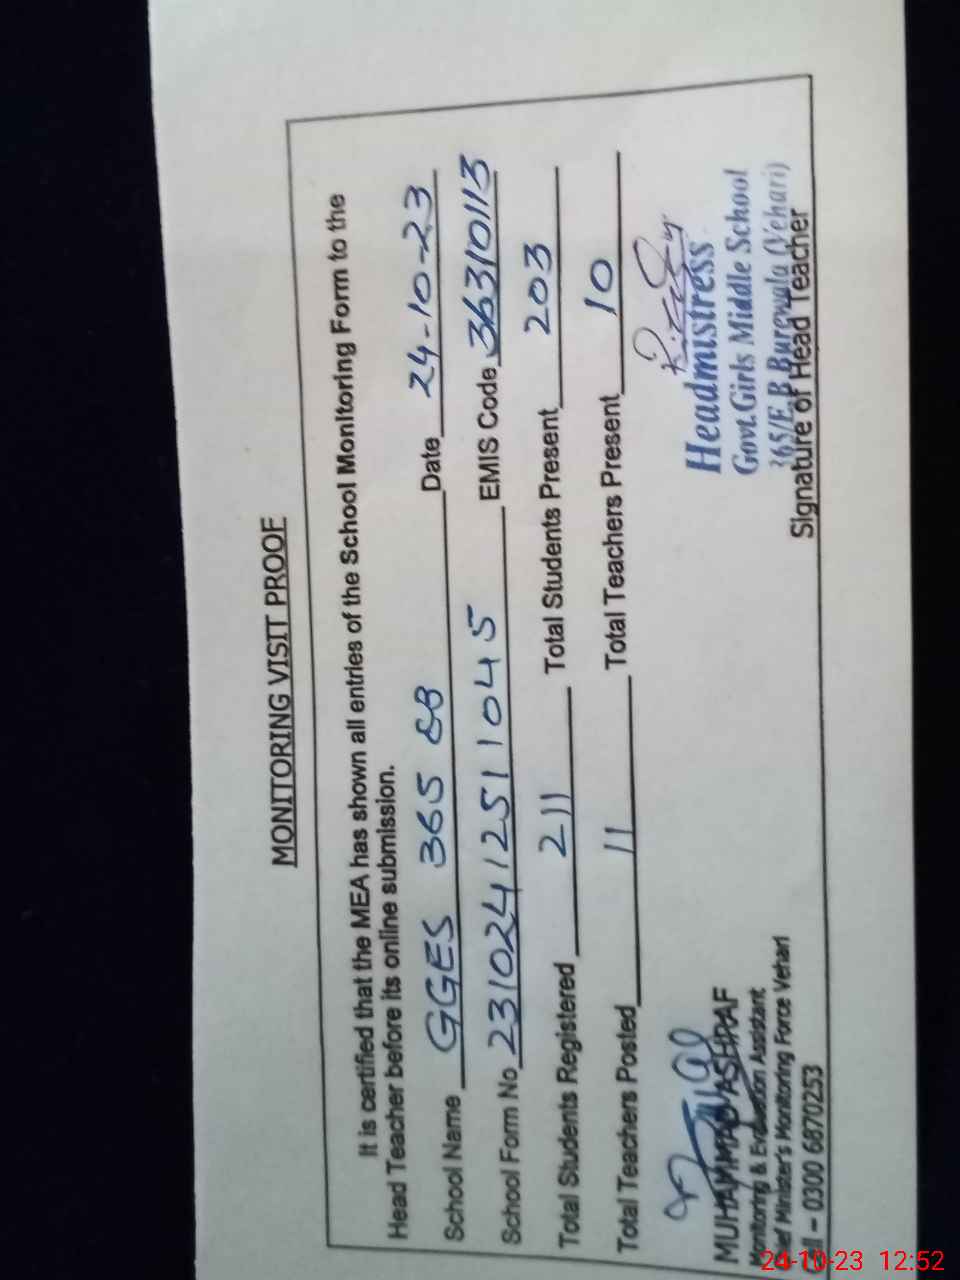 MONITORING VISIT PROOF
It is certified that the MEA has shown all entries of the School Monitoring Form to the
Head Teacher before its online submission.
School Name GGES 365 EB Date 24-10-23
School Form No 231024125111045 EMIS Code 36310113
Total Students Registered 211 Total Students Present 203
Total Teachers Posted 11 Total Teachers Present 10
Headmistress
Govt. Girls Middle School
365/E.B Burewala (Vehari)
Signature of Head Teacher
MUHAMMAD ASHRAF
Monitoring & Evaluation Assistant
Chief Minister's Monitoring Force Vehari
Cell – 0300 6870253
24-10-23 12:52